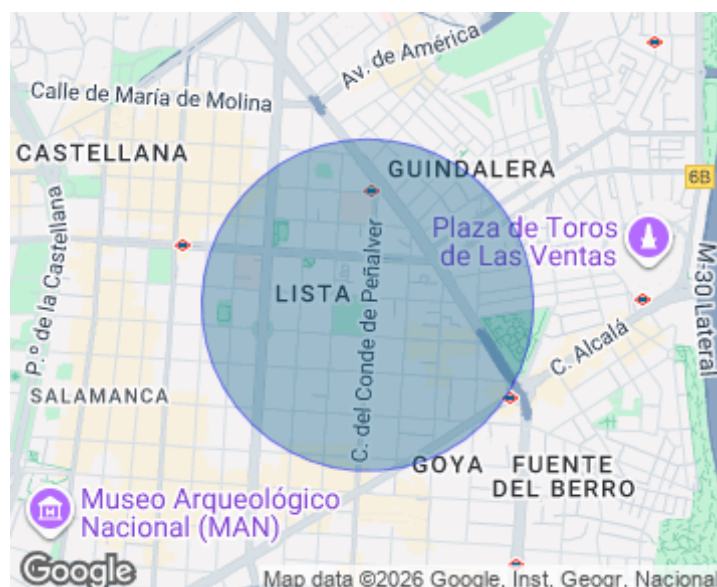 Av. de América
Calle de María de Molina
CASTELLANA
GUINDALERA
6B
Plaza de Toros
de Las Ventas
P.º de la Castellana
C. del Conde de Peñalver
M-30 Lateral
LISTA
C. Alcalá
SALAMANCA
GOYA
FUENTE
DEL BERRO
Museo Arqueológico
Nacional (MAN)
Google
Map data ©2026 Google, Inst. Geogr. Nacional